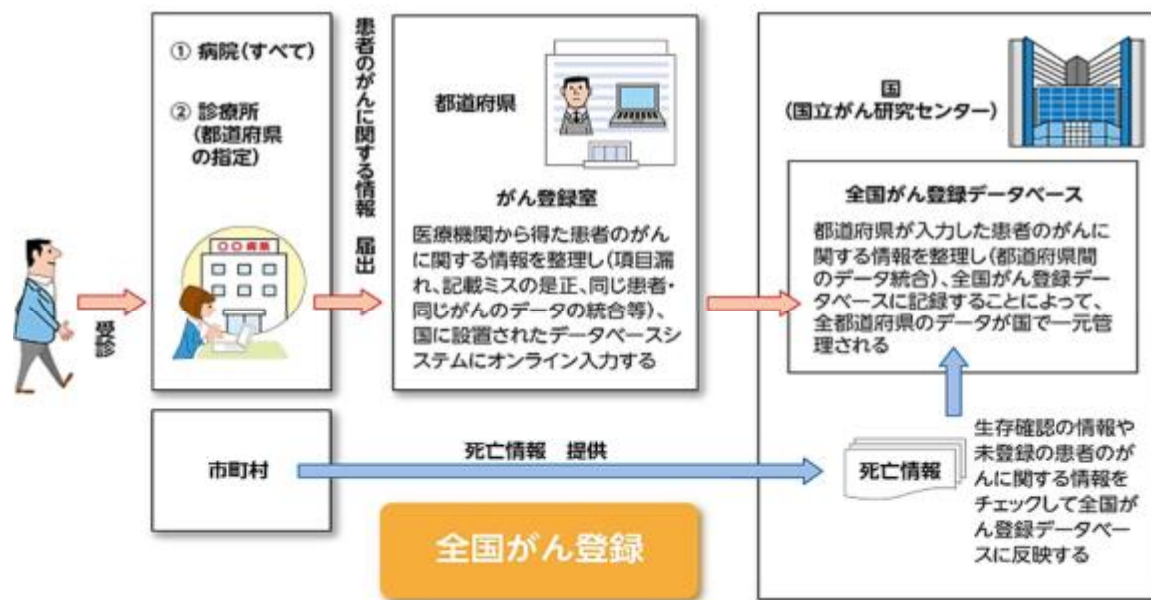 ① 病院(すべて)
② 診療所
(都道府県
の指定)
〇〇病院
受診
患者のがんに関する情報 届出
都道府県
がん登録室
医療機関から得た患者のがん
に関する情報を整理し(項目漏
れ、記載ミスの是正、同じ患者・
同じがんのデータの統合等)、
国に設置されたデータベースシ
ステムにオンライン入力する
国
(国立がん研究センター)
全国がん登録データベース
都道府県が入力した患者のがんに
関する情報を整理し(都道府県間
のデータ統合)、全国がん登録デー
タベースに記録することによって、
全都道府県のデータが国で一元管
理される
市町村
死亡情報 提供
死亡情報
生存確認の情報や
未登録の患者のが
んに関する情報を
チェックして全国が
ん登録データベー
スに反映する
全国がん登録